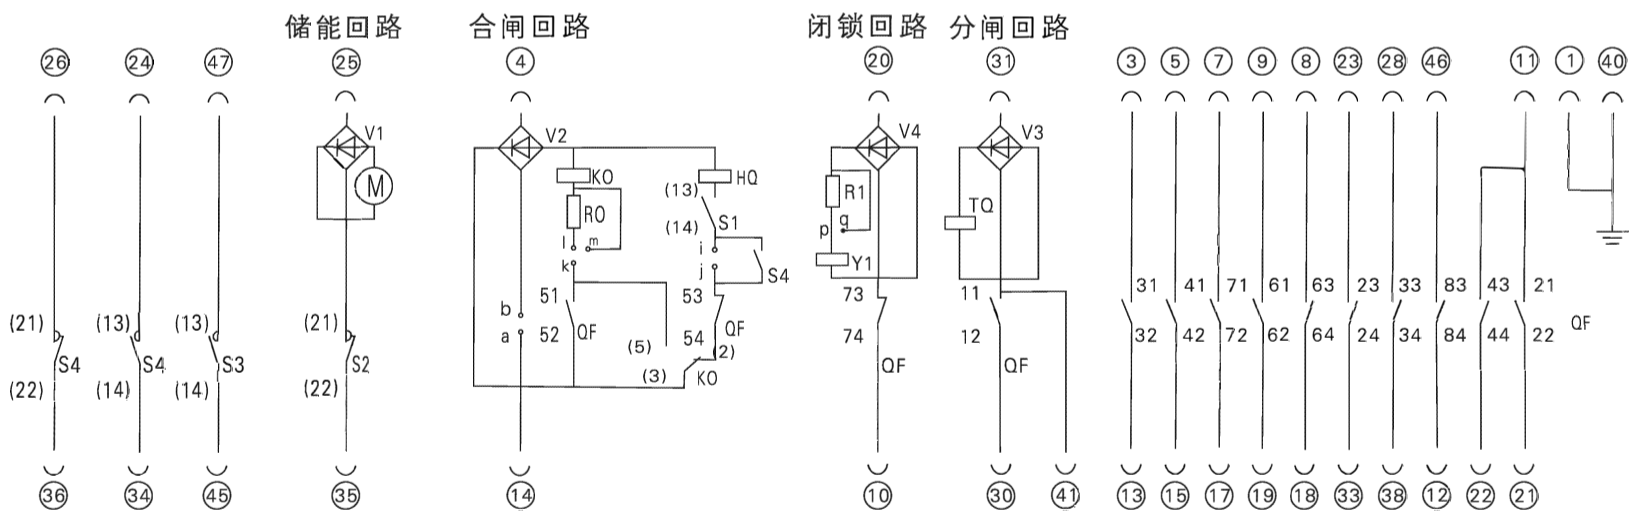 储能回路 合闸回路 闭锁回路 分闸回路
26 24 47 25 4 20 31 3 5 7 9 8 23 28 46 11 1 40
V1 V2 V4 V3
M KO HQ
(13) R1
RO S1 TQ
(14) p q
l m i
k j S4 Y1
51 53 73 11 31 41 71 61 63 23 33 83 43 21
(21) (13) (13) (21) b QF
a 52 QF 54 QF 74 12 32 42 72 62 64 24 34 84 44 22
(5) (2)
S4 S4 S3 S2 (3) KO QF QF
(22) (14) (14) (22)
36 34 45 35 14 10 30 41 13 15 17 19 18 33 38 12 22 21